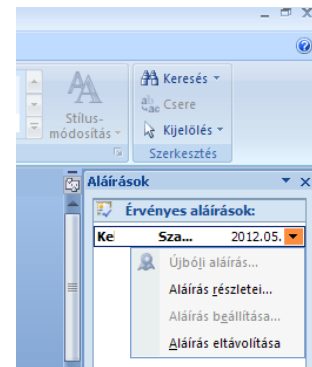 Keresés
Csere
Kijelölés
Stílus-
módosítás
Szerkesztés
Aláírások
Érvényes aláírások:
Ke Sza... 2012.05.
Újbóli aláírás...
Aláírás részletei...
Aláírás beállítása...
Aláírás eltávolítása